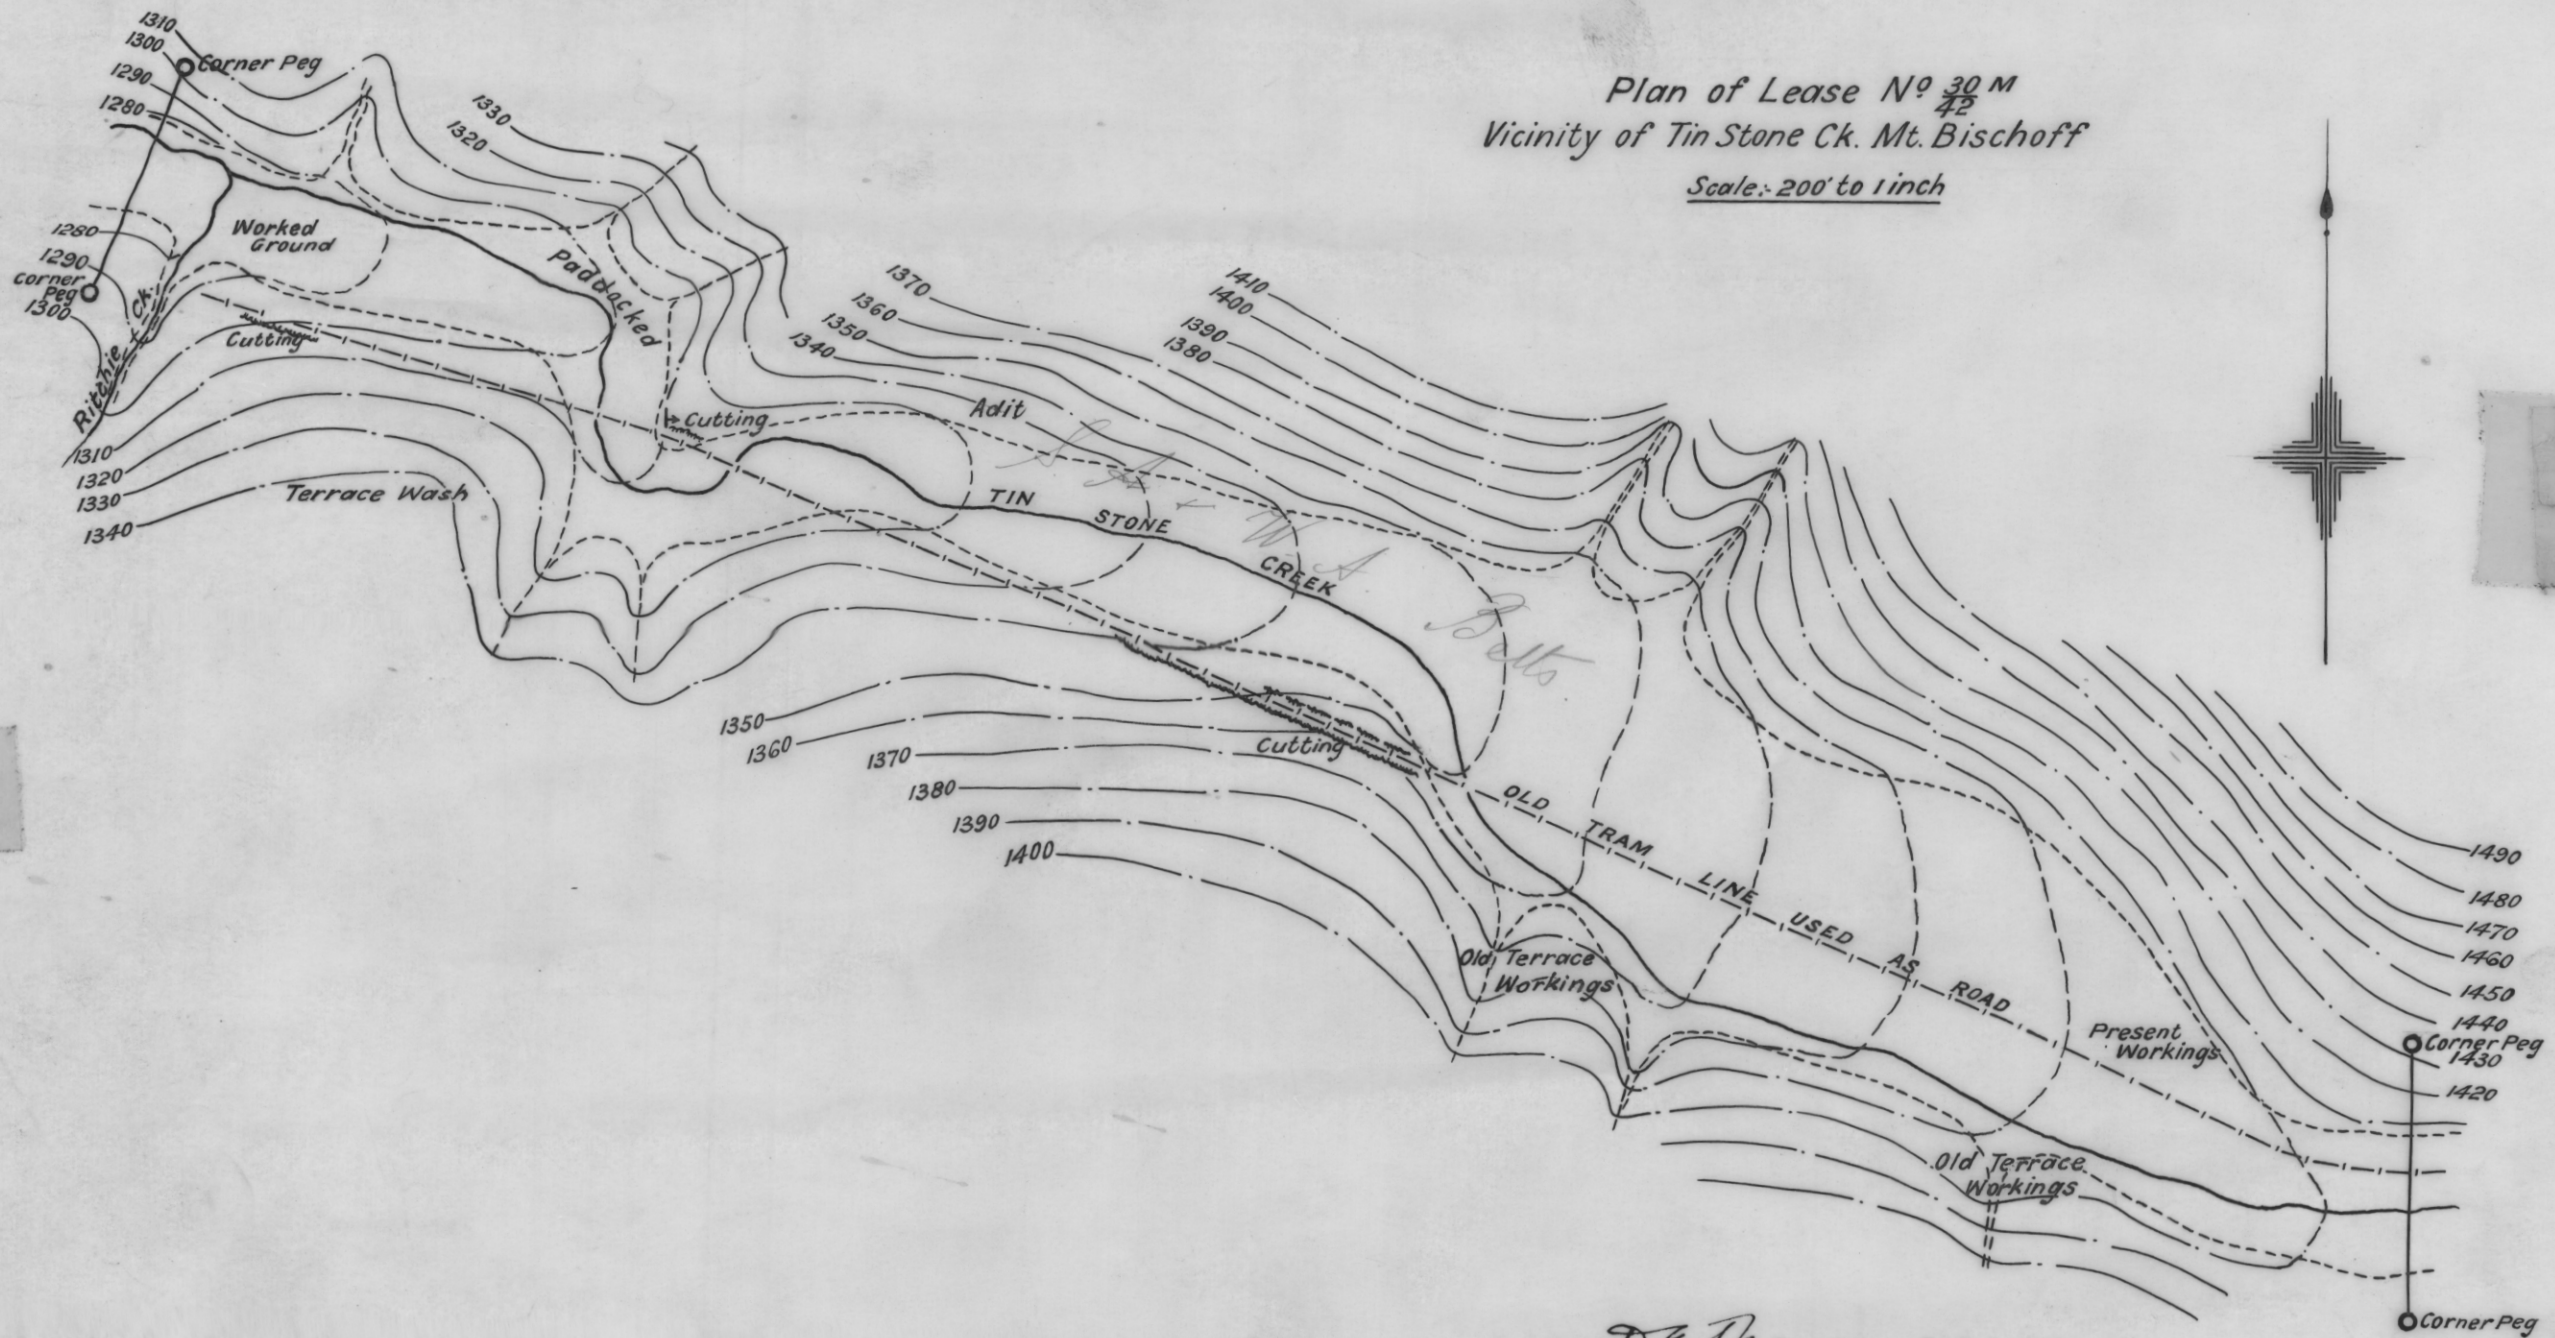 Plan of Lease Nº 30/42 M
Vicinity of Tin Stone Ck. Mt. Bischoff
Scale:- 200' to 1 inch
1310
1300
1290
1280
Corner Peg
1330
1320
Worked
Ground
1280
1290
corner
Peg
1300
Ritchie Ck.
Cutting
Paddocked
1370
1360
1350
1340
1410
1400
1390
1380
Cutting
Adit
1310
1320
1330
1340
Terrace Wash
TIN STONE CREEK
W A
Betts.
1350
1360
1370
1380
1390
1400
Cutting
OLD TRAM LINE USED AS ROAD
Old Terrace
Workings
Present
Workings
1490
1480
1470
1460
1450
1440
Corner Peg
1430
1420
Old Terrace
Workings
Corner Peg